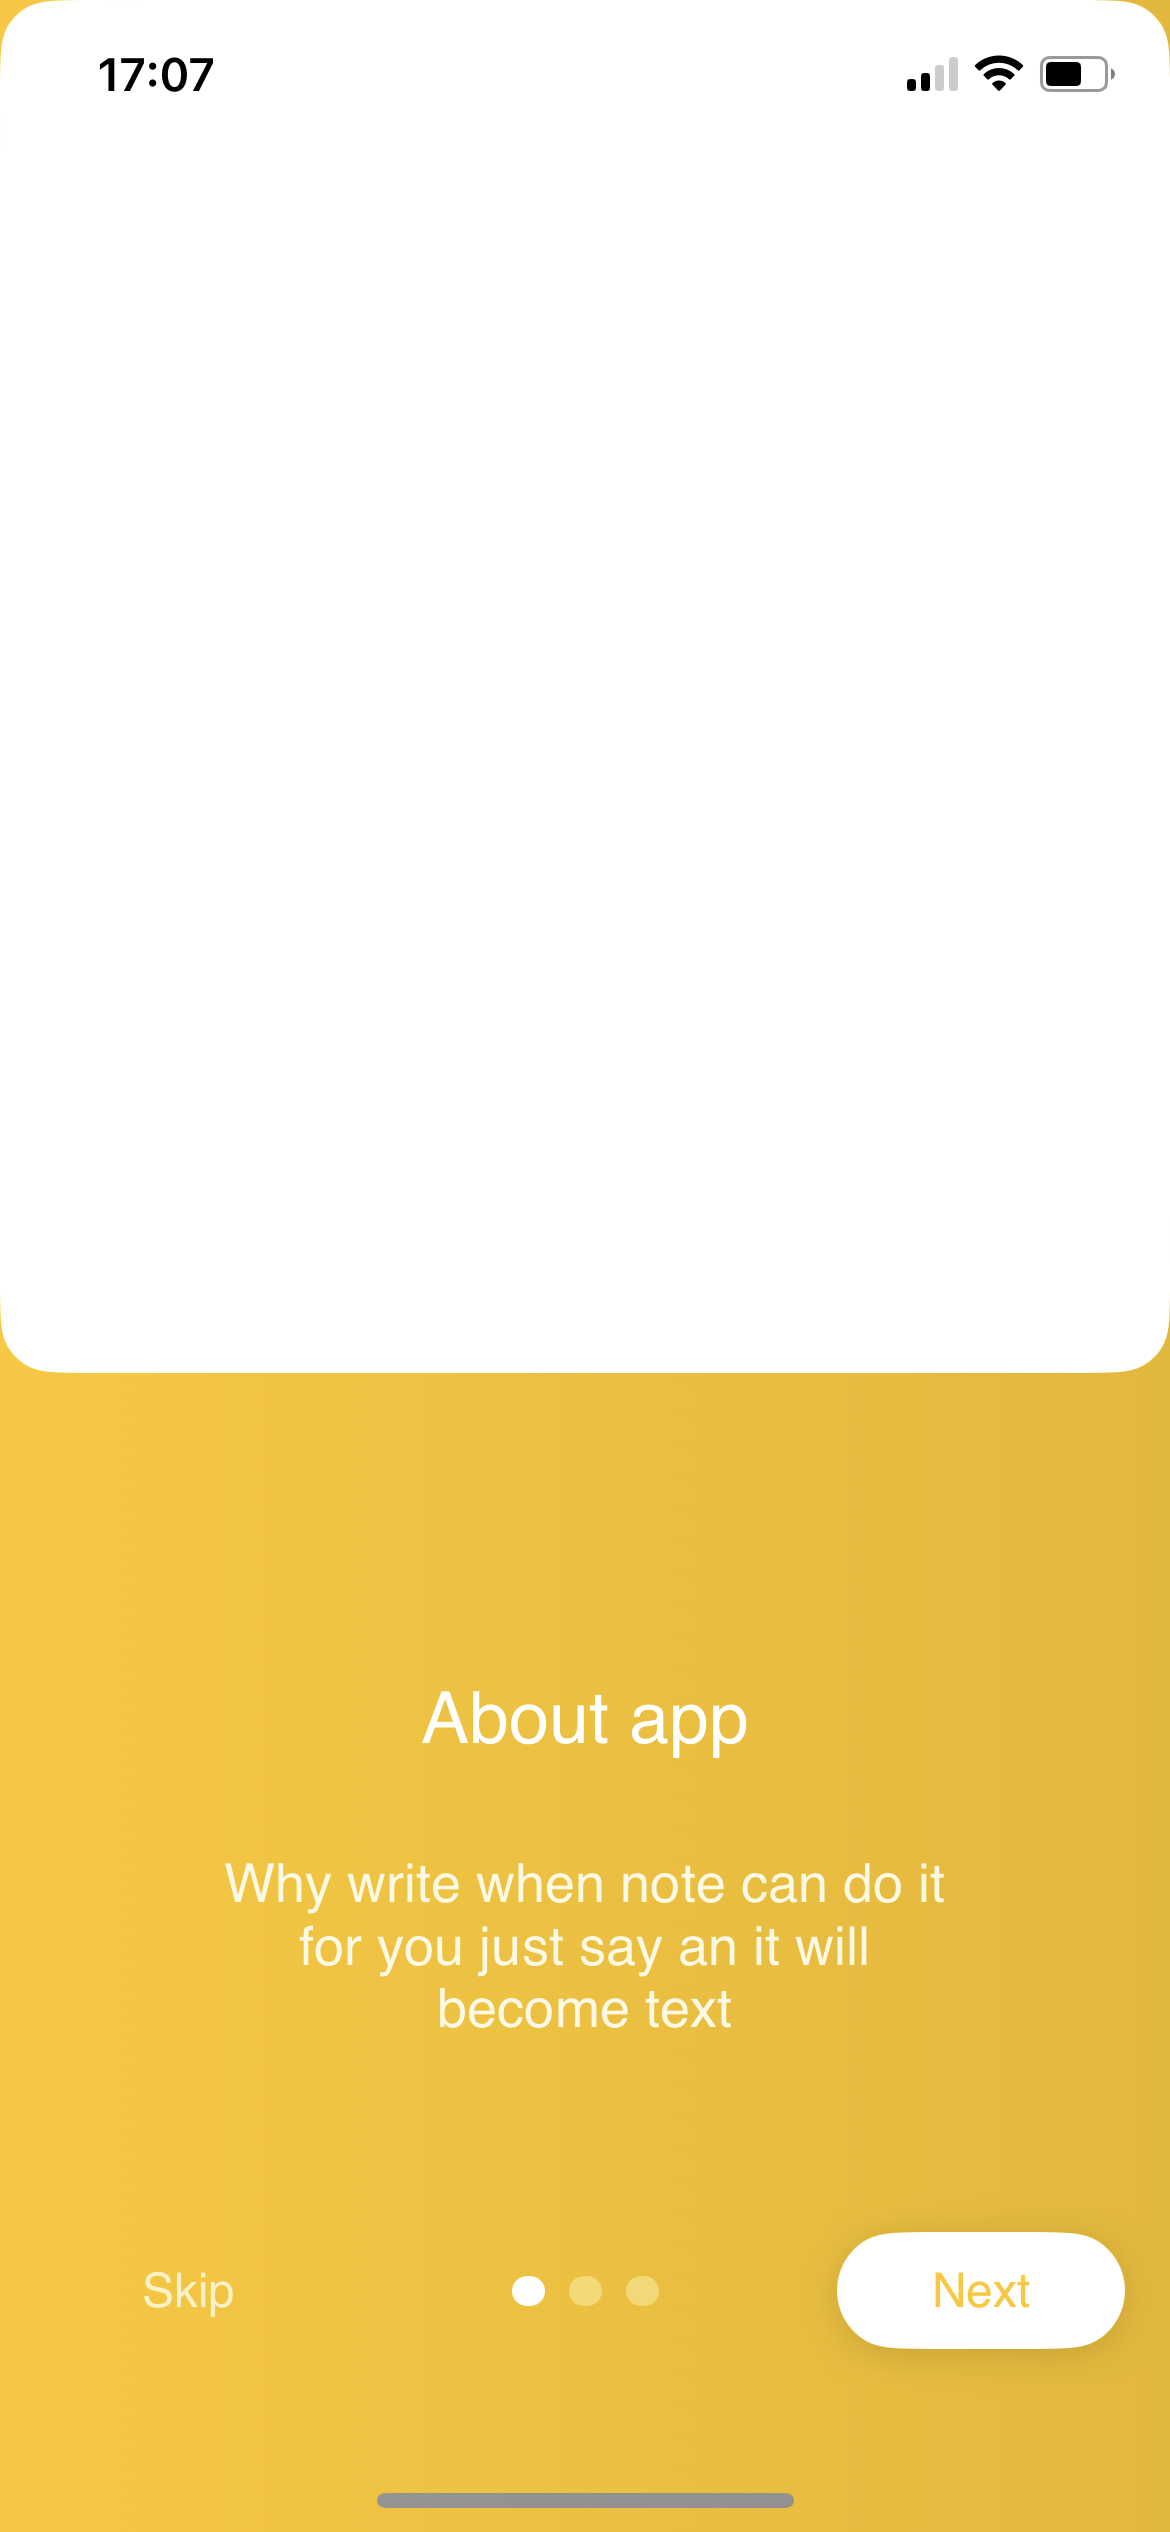 17:07
About app
Why write when note can do it
for you just say an it will
become text
Skip
Next